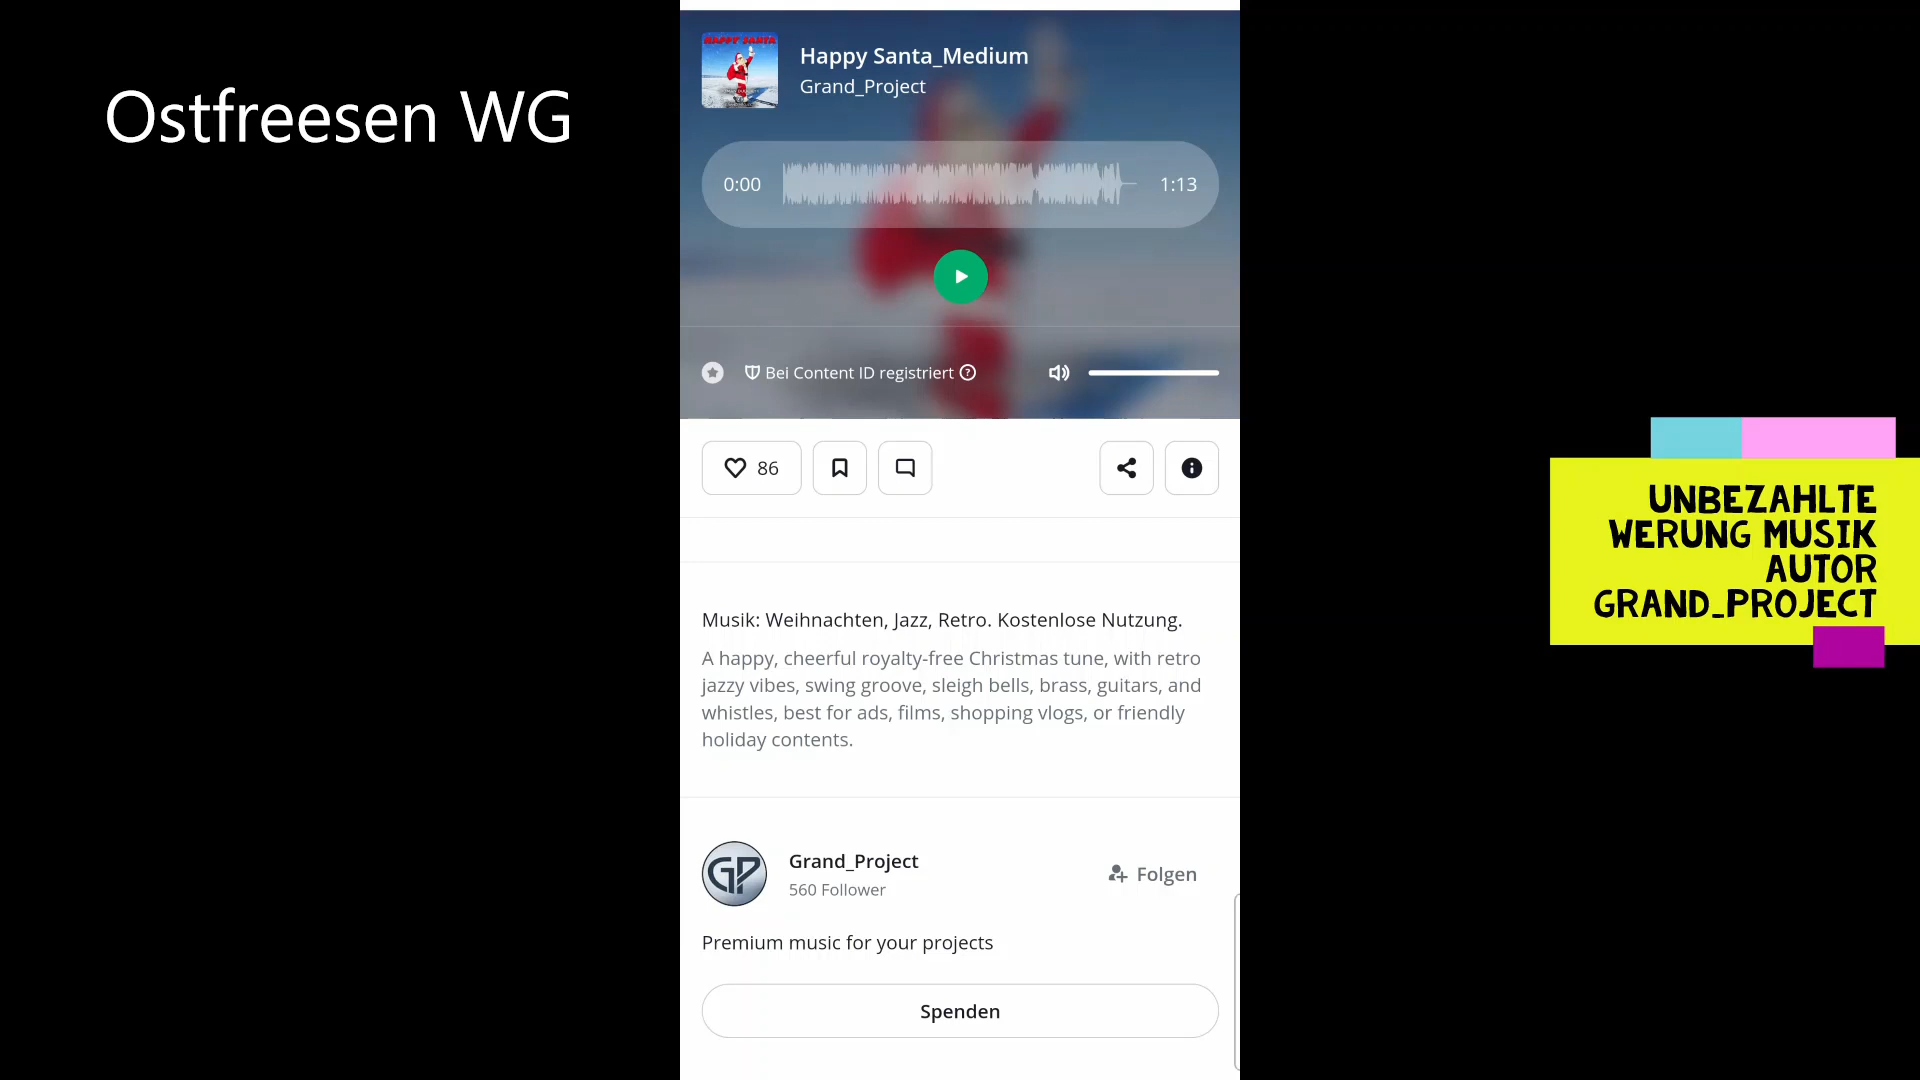 Ostfreesen WG
HAPPY SANTA
Happy Santa_Medium
Grand_Project
0:00
1:13
Bei Content ID registriert
86
Musik: Weihnachten, Jazz, Retro. Kostenlose Nutzung.
A happy, cheerful royalty-free Christmas tune, with retro
jazzy vibes, swing groove, sleigh bells, brass, guitars, and
whistles, best for ads, films, shopping vlogs, or friendly
holiday contents.
GP
Grand_Project
560 Follower
Folgen
Premium music for your projects
Spenden
UNBEZAHLTE
WERUNG MUSIK
AUTOR
GRAND_PROJECT